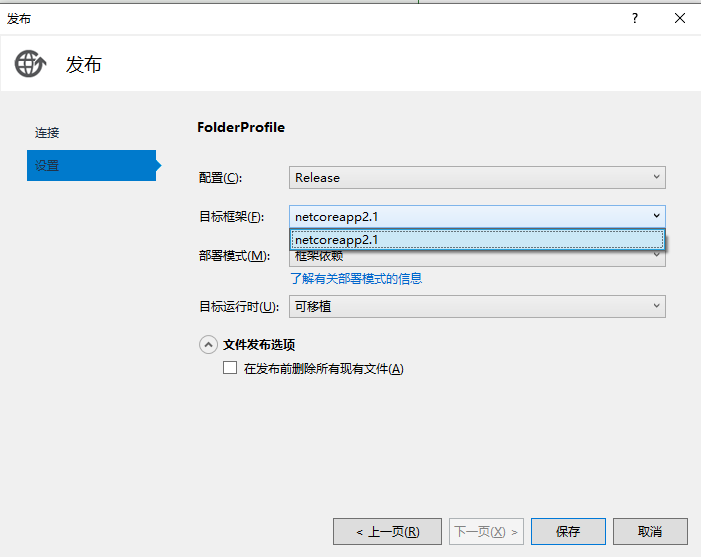 发布
?
发布
连接
设置
FolderProfile
配置(C):
Release
目标框架(F):
netcoreapp2.1
netcoreapp2.1
部署模式(M):
框架依赖
了解有关部署模式的信息
目标运行时(U):
可移植
文件发布选项
在发布前删除所有现有文件(A)
< 上一页(R)
下一页(X) >
保存
取消